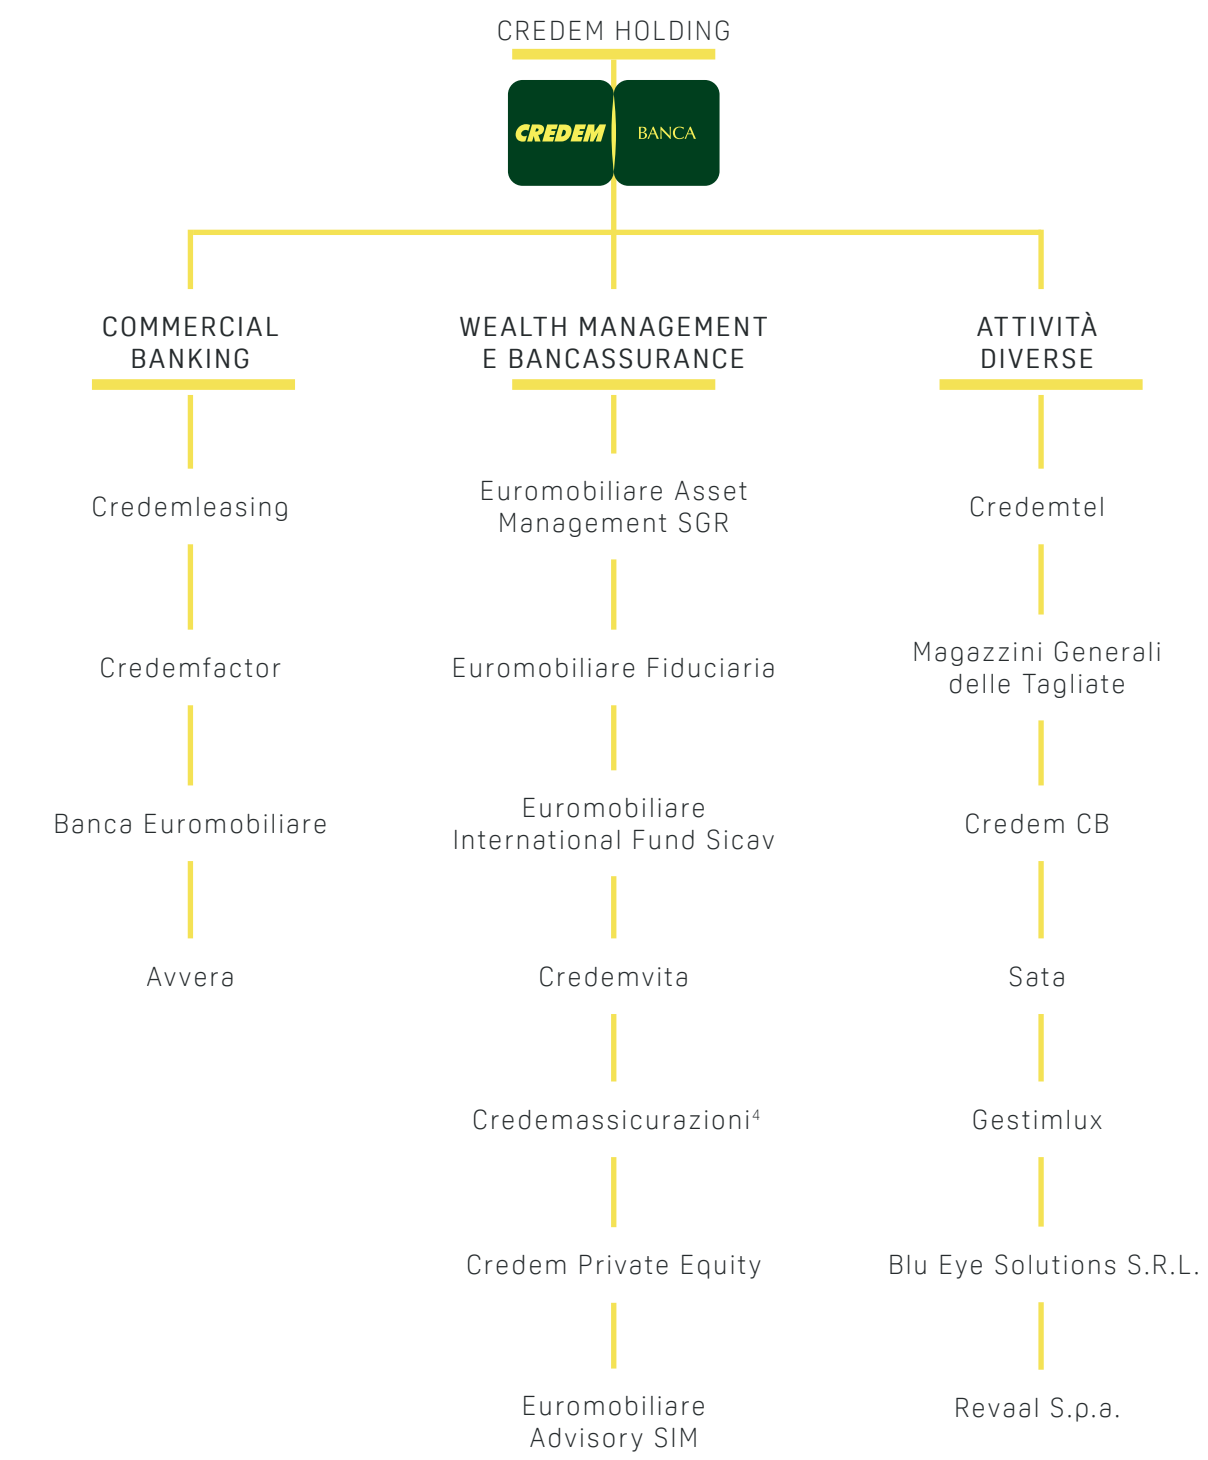 CREDEM HOLDING
CREDEM
BANCA
COMMERCIAL
BANKING
Credemleasing
Credemfactor
Banca Euromobiliare
Avvera
WEALTH MANAGEMENT
E BANCASSURANCE
Euromobiliare Asset
Management SGR
Euromobiliare Fiduciaria
Euromobiliare
International Fund Sicav
Credemvita
Credemassicurazioni⁴
Credem Private Equity
Euromobiliare
Advisory SIM
ATTIVITÀ
DIVERSE
Credemtel
Magazzini Generali
delle Tagliate
Credem CB
Sata
Gestimlux
Blu Eye Solutions S.R.L.
Revaal S.p.a.